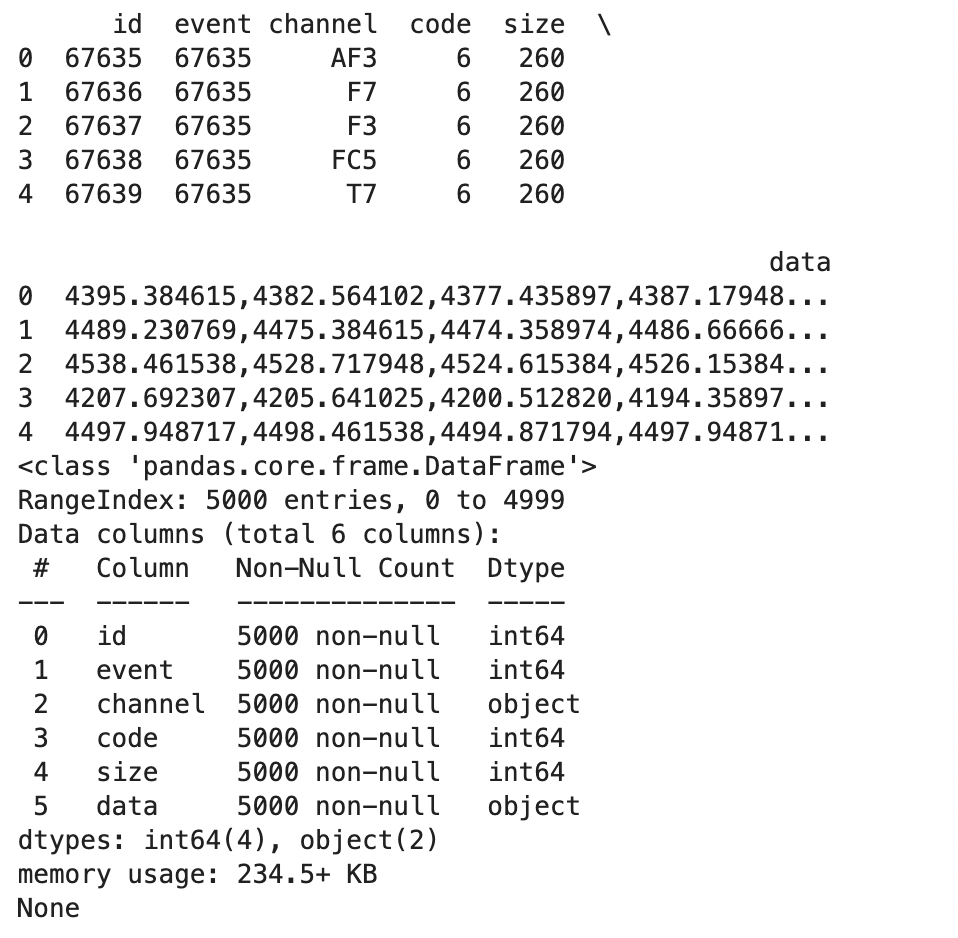 id  event channel  code  size  \
0  67635  67635     AF3     6   260
1  67636  67635      F7     6   260
2  67637  67635      F3     6   260
3  67638  67635     FC5     6   260
4  67639  67635      T7     6   260

                                                data
0  4395.384615,4382.564102,4377.435897,4387.17948...
1  4489.230769,4475.384615,4474.358974,4486.66666...
2  4538.461538,4528.717948,4524.615384,4526.15384...
3  4207.692307,4205.641025,4200.512820,4194.35897...
4  4497.948717,4498.461538,4494.871794,4497.94871...
<class 'pandas.core.frame.DataFrame'>
RangeIndex: 5000 entries, 0 to 4999
Data columns (total 6 columns):
 #   Column   Non-Null Count  Dtype
---  ------   --------------  -----
 0   id       5000 non-null   int64
 1   event    5000 non-null   int64
 2   channel  5000 non-null   object
 3   code     5000 non-null   int64
 4   size     5000 non-null   int64
 5   data     5000 non-null   object
dtypes: int64(4), object(2)
memory usage: 234.5+ KB
None